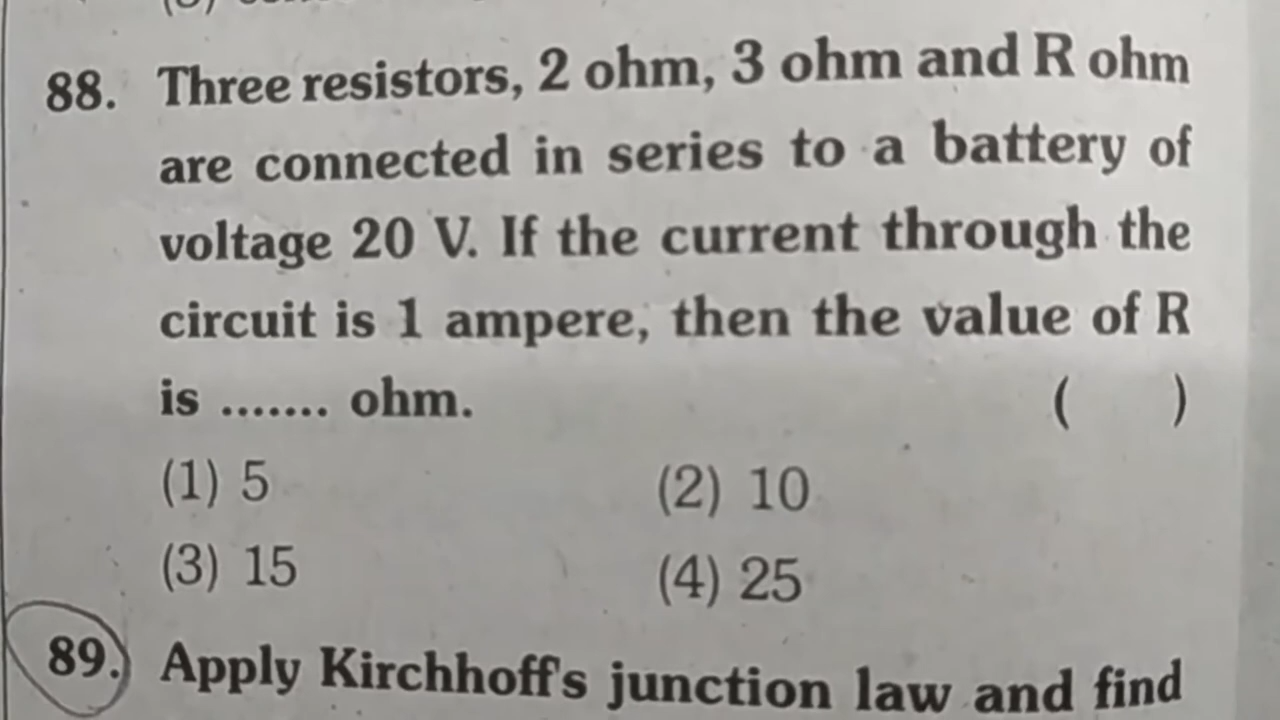 88. Three resistors, 2 ohm, 3 ohm and R ohm
are connected in series to a battery of
voltage 20 V. If the current through the
circuit is 1 ampere, then the value of R
is ....... ohm. ( )
(1) 5 (2) 10
(3) 15 (4) 25
89. Apply Kirchhoff's junction law and find